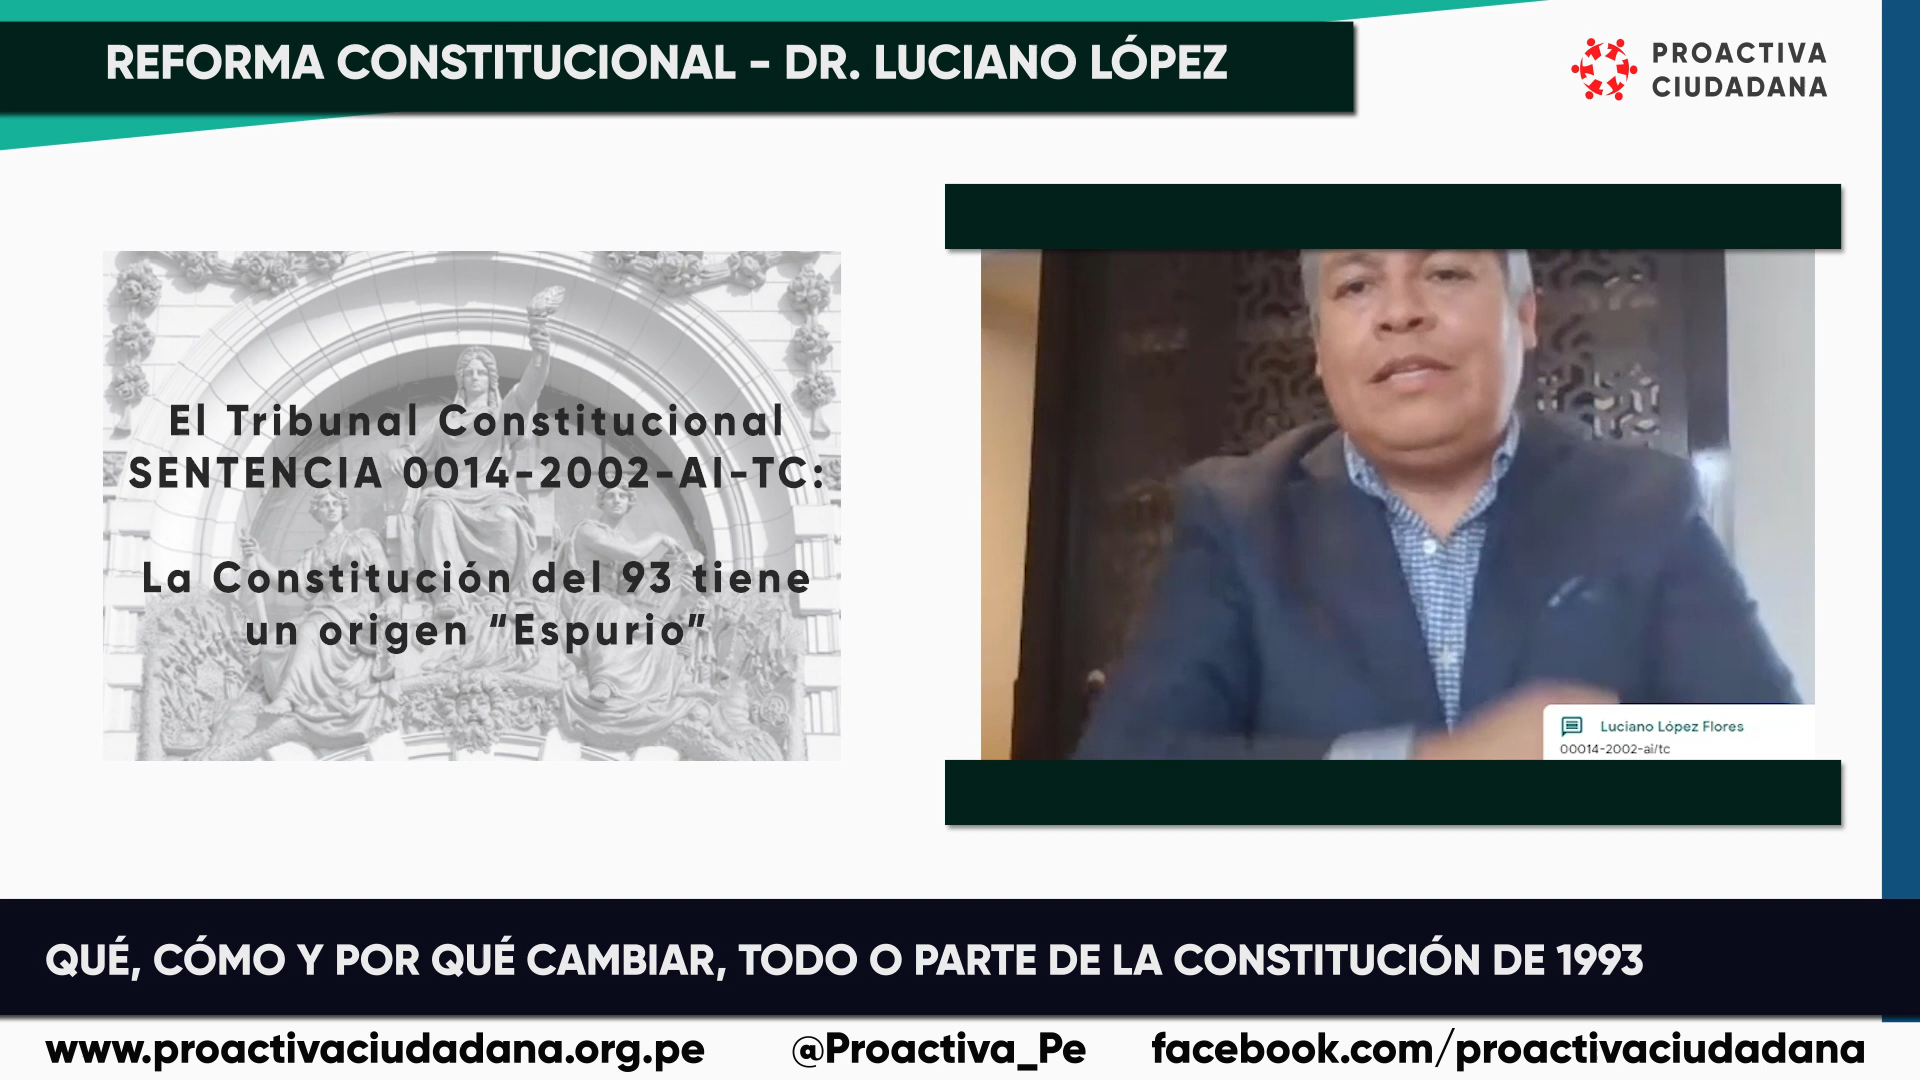 REFORMA CONSTITUCIONAL - DR. LUCIANO LÓPEZ
PROACTIVA
CIUDADANA
El Tribunal Constitucional
SENTENCIA 0014-2002-AI-TC:
La Constitución del 93 tiene
un origen “Espurio”
Luciano López Flores
00014-2002-ai/tc
QUÉ, CÓMO Y POR QUÉ CAMBIAR, TODO O PARTE DE LA CONSTITUCIÓN DE 1993
www.proactivaciudadana.org.pe @Proactiva_Pe facebook.com/proactivaciudadana